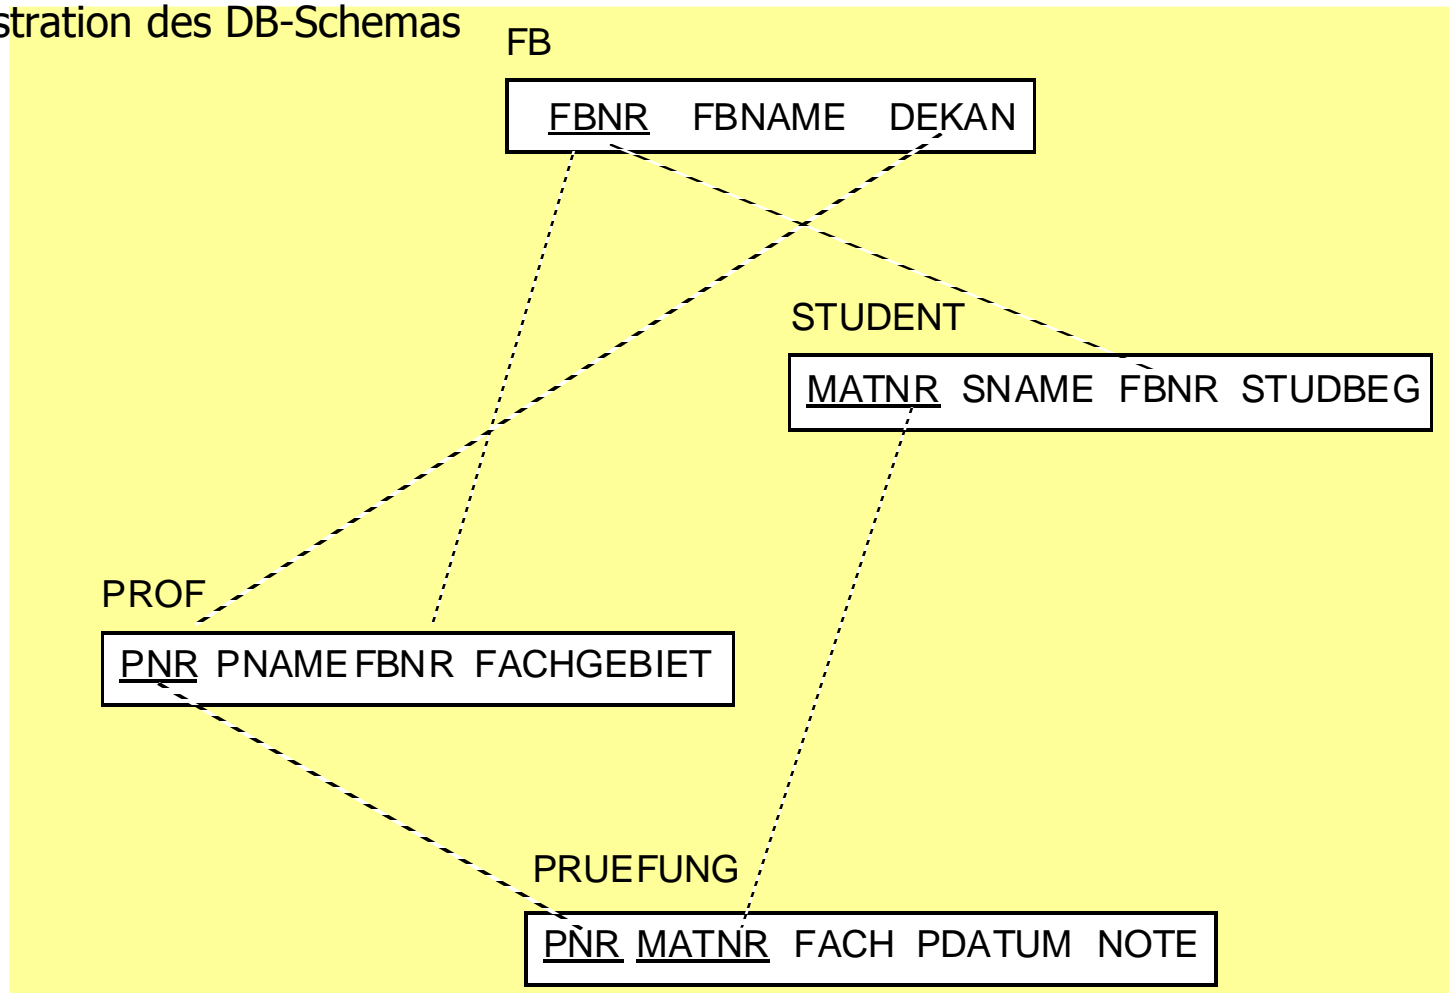 stration des DB-Schemas
FB
FBNR FBNAME DEKAN
STUDENT
MATNR SNAME FBNR STUDBEG
PROF
PNR PNAME FBNR FACHGEBIET
PRUEFUNG
PNR MATNR FACH PDATUM NOTE